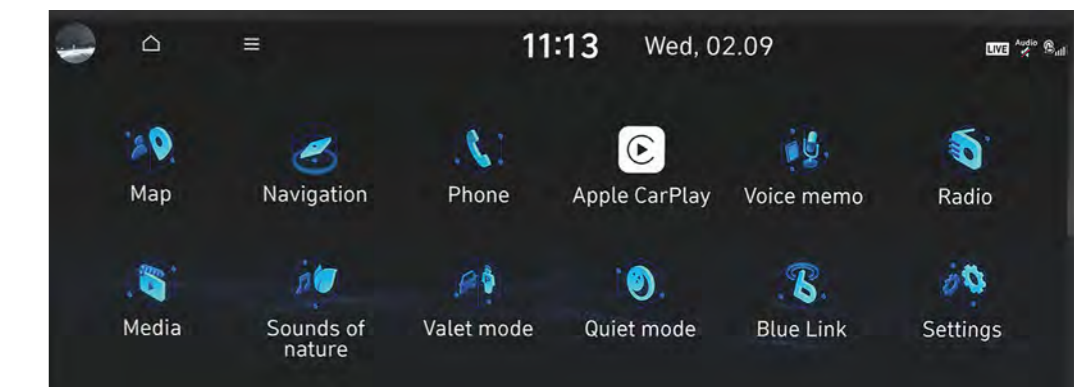 11:13 Wed, 02.09 LIVE Audio
Map Navigation Phone Apple CarPlay Voice memo Radio
Media Sounds of nature Valet mode Quiet mode Blue Link Settings